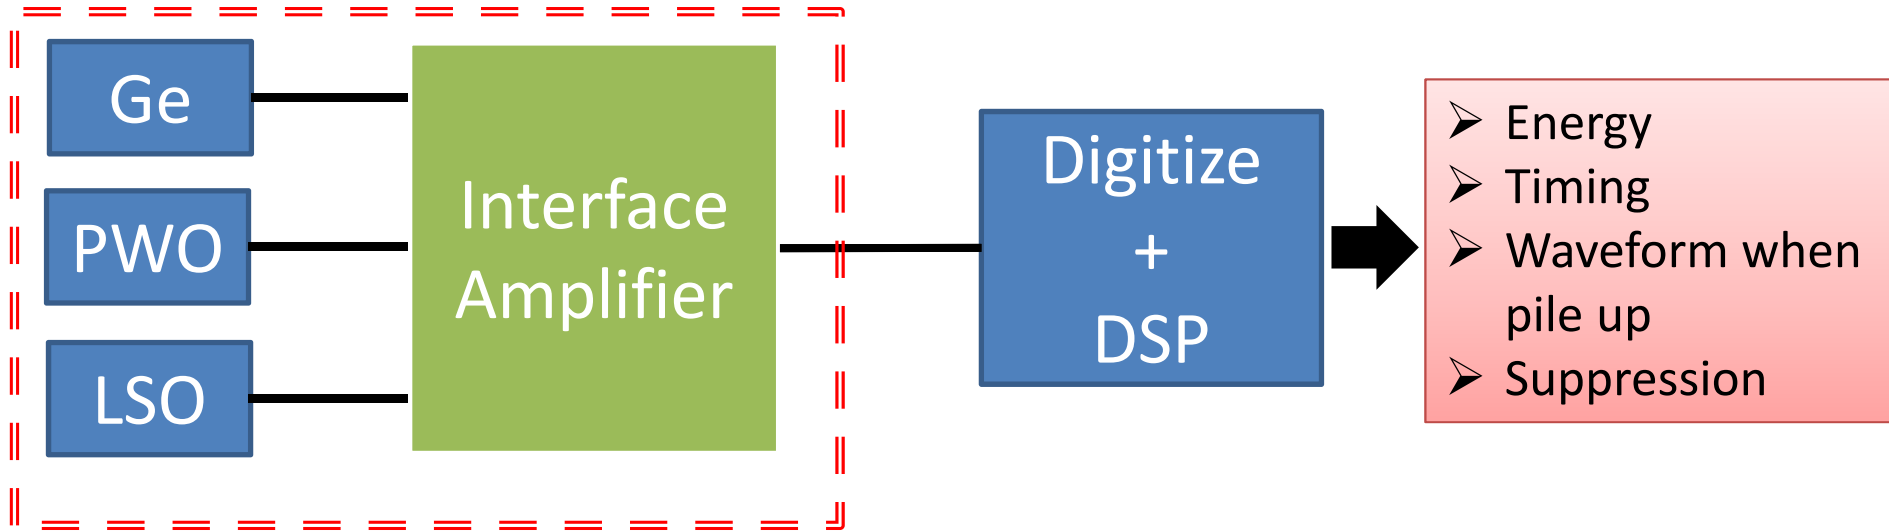 Ge
PWO
LSO
Interface
Amplifier
Digitize
+
DSP
➢ Energy
➢ Timing
➢ Waveform when
pile up
➢ Suppression